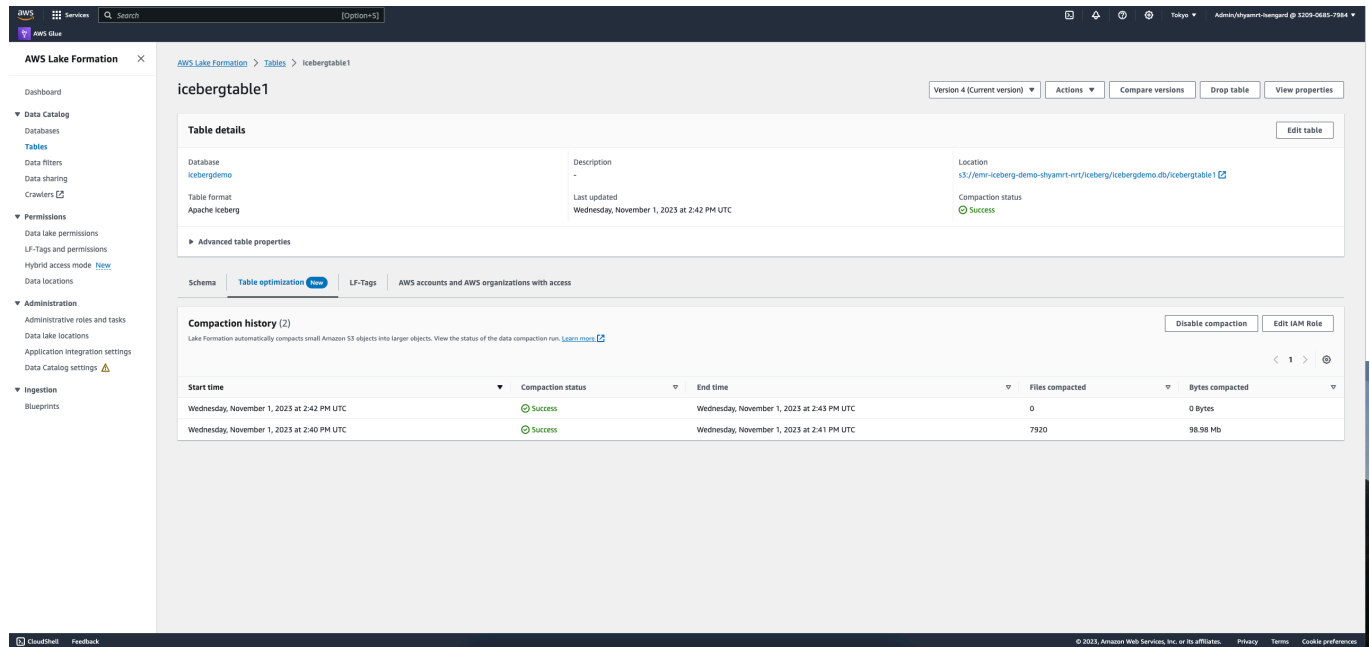 aws Services Search [Option+S] Tokyo Admin/shyamrt-Isengard @ 3209-0685-7984
AWS Glue
AWS Lake Formation
Dashboard
Data Catalog
Databases
Tables
Data filters
Data sharing
Crawlers
Permissions
Data lake permissions
LF-Tags and permissions
Hybrid access mode New
Data locations
Administration
Administrative roles and tasks
Data lake locations
Application integration settings
Data Catalog settings
Ingestion
Blueprints
AWS Lake Formation > Tables > icebergtable1
icebergtable1
Version 4 (Current version) Actions Compare versions Drop table View properties
Table details Edit table
Database Description Location
icebergdemo - s3://emr-iceberg-demo-shyamrt-nrt/iceberg/icebergdemo.db/icebergtable1
Table format Last updated Compaction status
Apache Iceberg Wednesday, November 1, 2023 at 2:42 PM UTC Success
Advanced table properties
Schema Table optimization New LF-Tags AWS accounts and AWS organizations with access
Compaction history (2) Disable compaction Edit IAM Role
Lake Formation automatically compacts small Amazon S3 objects into larger objects. View the status of the data compaction run. Learn more
< 1 >
Start time Compaction status End time Files compacted Bytes compacted
Wednesday, November 1, 2023 at 2:42 PM UTC Success Wednesday, November 1, 2023 at 2:43 PM UTC 0 0 Bytes
Wednesday, November 1, 2023 at 2:40 PM UTC Success Wednesday, November 1, 2023 at 2:41 PM UTC 7920 98.98 Mb
CloudShell Feedback © 2023, Amazon Web Services, Inc. or its affiliates. Privacy Terms Cookie preferences